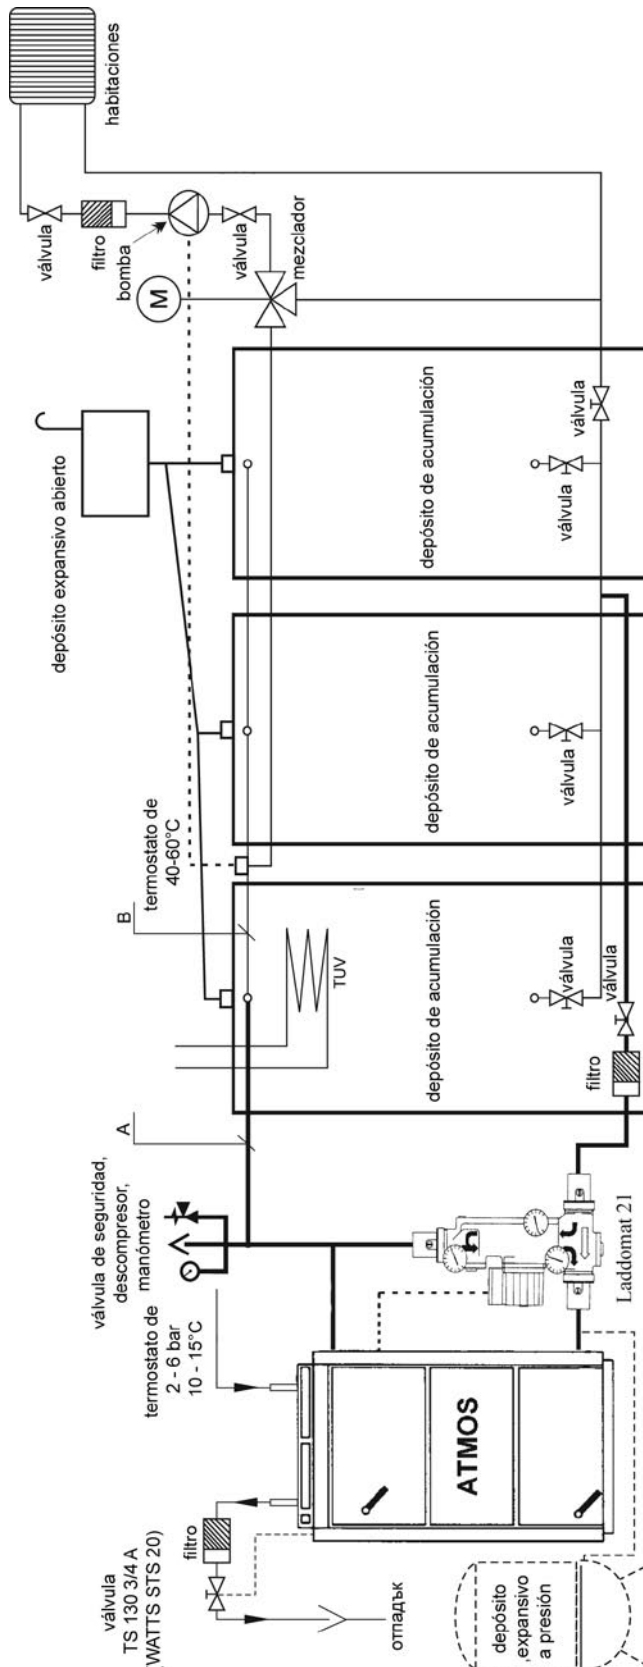 válvula
TS 130 3/4 A
(WATTS STS 20)
filtro
отпадък
depósito
,expansivo
a presión
termostato de
2 - 6 bar
10 - 15°C
ATMOS
válvula de seguridad,
descompresor,
manómetro
Laddomat 21
A
B
TUV
depósito de acumulación
válvula
válvula
filtro
termostato de
40-60°C
depósito de acumulación
válvula
depósito expansivo abierto
depósito de acumulación
válvula
válvula
M
mezclador
válvula
bomba
filtro
válvula
habitaciones